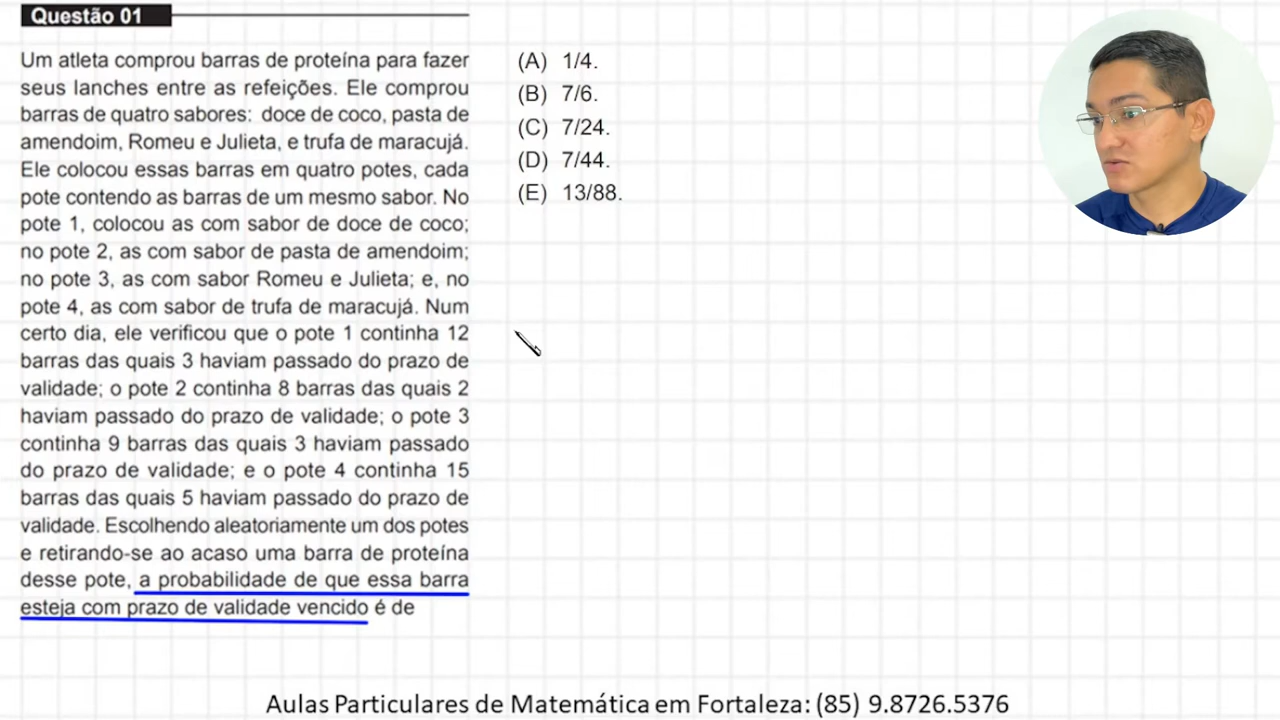 Questão 01
Um atleta comprou barras de proteína para fazer
seus lanches entre as refeições. Ele comprou
barras de quatro sabores: doce de coco, pasta de
amendoim, Romeu e Julieta, e trufa de maracujá.
Ele colocou essas barras em quatro potes, cada
pote contendo as barras de um mesmo sabor. No
pote 1, colocou as com sabor de doce de coco;
no pote 2, as com sabor de pasta de amendoim;
no pote 3, as com sabor Romeu e Julieta; e, no
pote 4, as com sabor de trufa de maracujá. Num
certo dia, ele verificou que o pote 1 continha 12
barras das quais 3 haviam passado do prazo de
validade; o pote 2 continha 8 barras das quais 2
haviam passado do prazo de validade; o pote 3
continha 9 barras das quais 3 haviam passado
do prazo de validade; e o pote 4 continha 15
barras das quais 5 haviam passado do prazo de
validade. Escolhendo aleatoriamente um dos potes
e retirando-se ao acaso uma barra de proteína
desse pote, a probabilidade de que essa barra
esteja com prazo de validade vencido é de
(A) 1/4.
(B) 7/6.
(C) 7/24.
(D) 7/44.
(E) 13/88.
Aulas Particulares de Matemática em Fortaleza: (85) 9.8726.5376